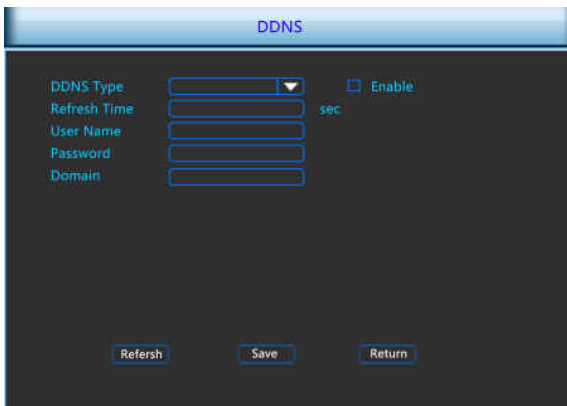 DDNS
DDNS Type Enable
Refresh Time sec
User Name
Password
Domain
Refersh Save Return